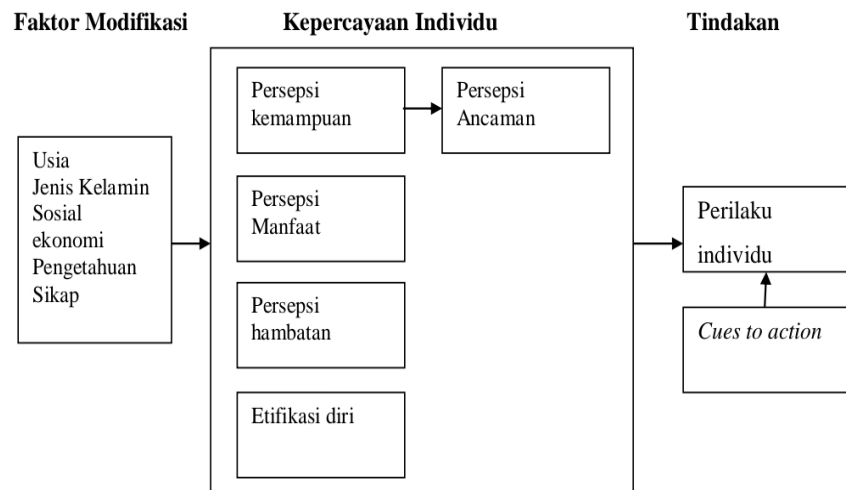 Faktor Modifikasi
Kepercayaan Individu
Tindakan
Usia
Jenis Kelamin
Sosial
ekonomi
Pengetahuan
Sikap
Persepsi
kemampuan
Persepsi
Ancaman
Persepsi
Manfaat
Persepsi
hambatan
Etifikasi diri
Perilaku
individu
Cues to action